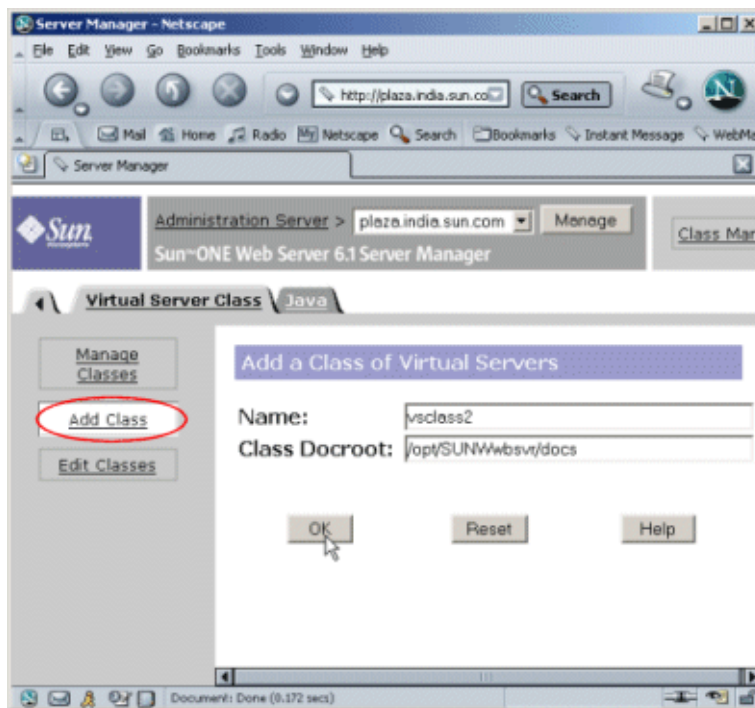 Server Manager - Netscape
File Edit View Go Bookmarks Tools Window Help
http://plaza.india.sun.co Search
Mail Home Radio My Netscape Search Bookmarks Instant Message WebMa
Server Manager
Sun
Administration Server > plaza.india.sun.com Manage
Class Man
Sun ONE Web Server 6.1 Server Manager
Virtual Server Class Java
Manage
Classes
Add Class
Edit Classes
Add a Class of Virtual Servers
Name: vsclass2
Class Docroot: /opt/SUNWwbsvr/docs
OK Reset Help
Document: Done (0.172 secs)